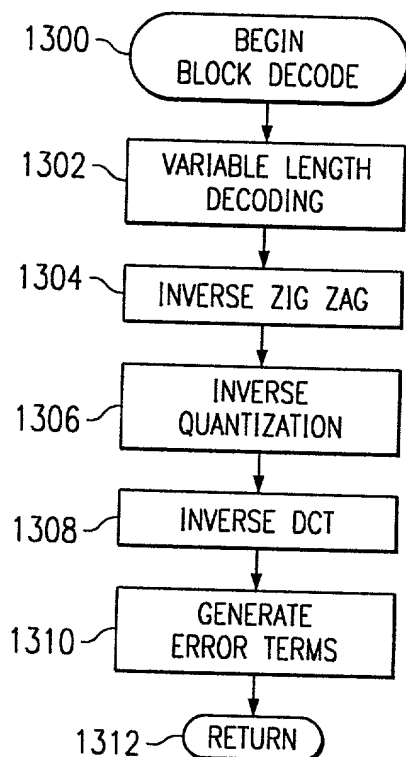 1300
BEGIN
BLOCK DECODE
1302
VARIABLE LENGTH
DECODING
1304
INVERSE ZIG ZAG
1306
INVERSE
QUANTIZATION
1308
INVERSE DCT
1310
GENERATE
ERROR TERMS
1312
RETURN